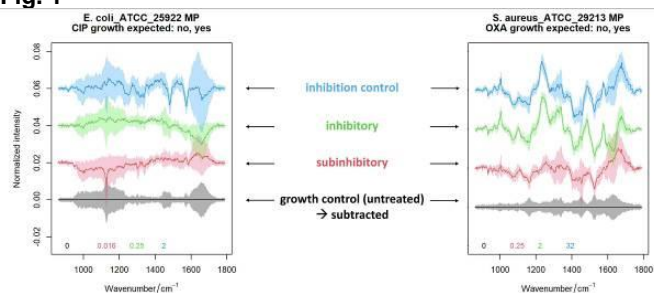 E. coli_ATCC_25922 MP
CIP growth expected: no, yes
S. aureus_ATCC_29213 MP
OXA growth expected: no, yes
Normalized intensity
0.08
0.06
0.04
0.02
0.00
-0.02
inhibition control
inhibitory
subinhibitory
growth control (untreated)
→ subtracted
0 0.016 0.25 2
0 0.25 2 32
1000 1200 1400 1600 1800
1000 1200 1400 1600 1800
Wavenumber/cm⁻¹
Wavenumber/cm⁻¹